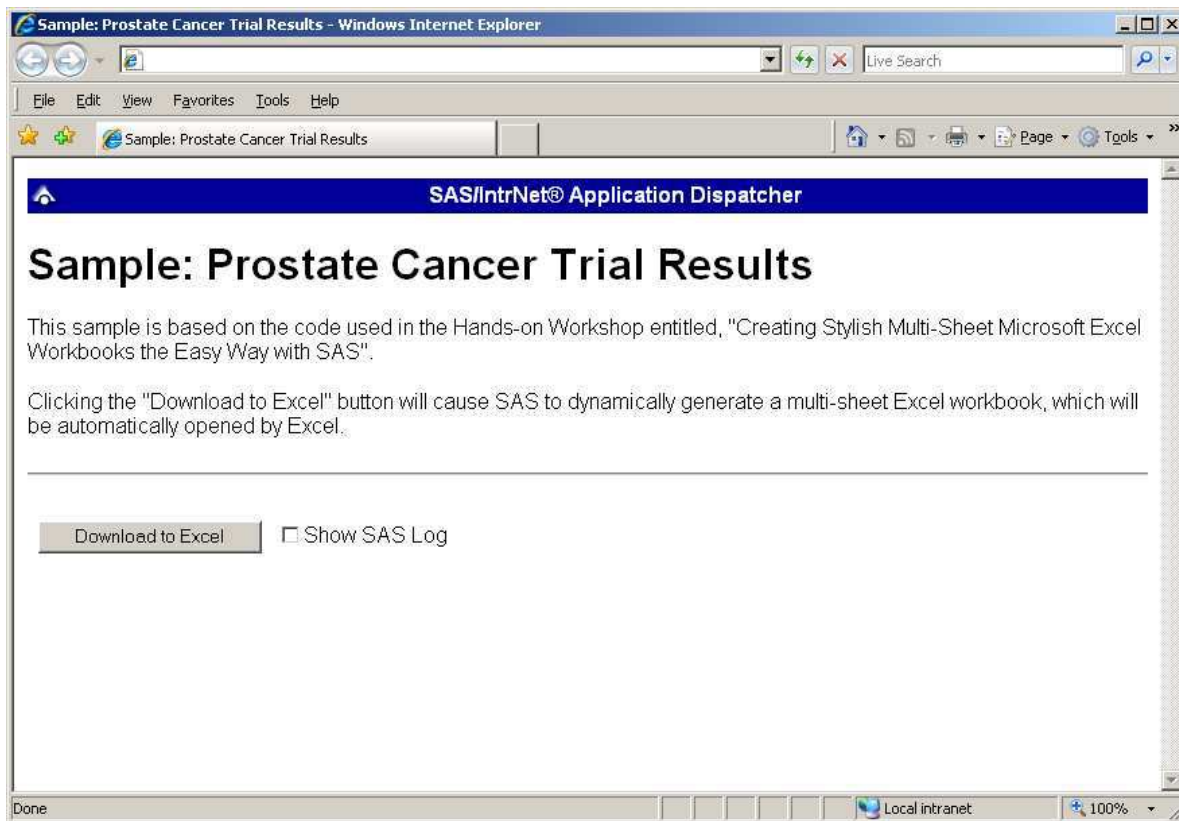 Sample: Prostate Cancer Trial Results - Windows Internet Explorer
Live Search
File Edit View Favorites Tools Help
Sample: Prostate Cancer Trial Results
Page Tools »
SAS/IntrNet® Application Dispatcher
Sample: Prostate Cancer Trial Results
This sample is based on the code used in the Hands-on Workshop entitled, "Creating Stylish Multi-Sheet Microsoft Excel
Workbooks the Easy Way with SAS".
Clicking the "Download to Excel" button will cause SAS to dynamically generate a multi-sheet Excel workbook, which will
be automatically opened by Excel.
Download to Excel Show SAS Log
Done Local intranet 100%